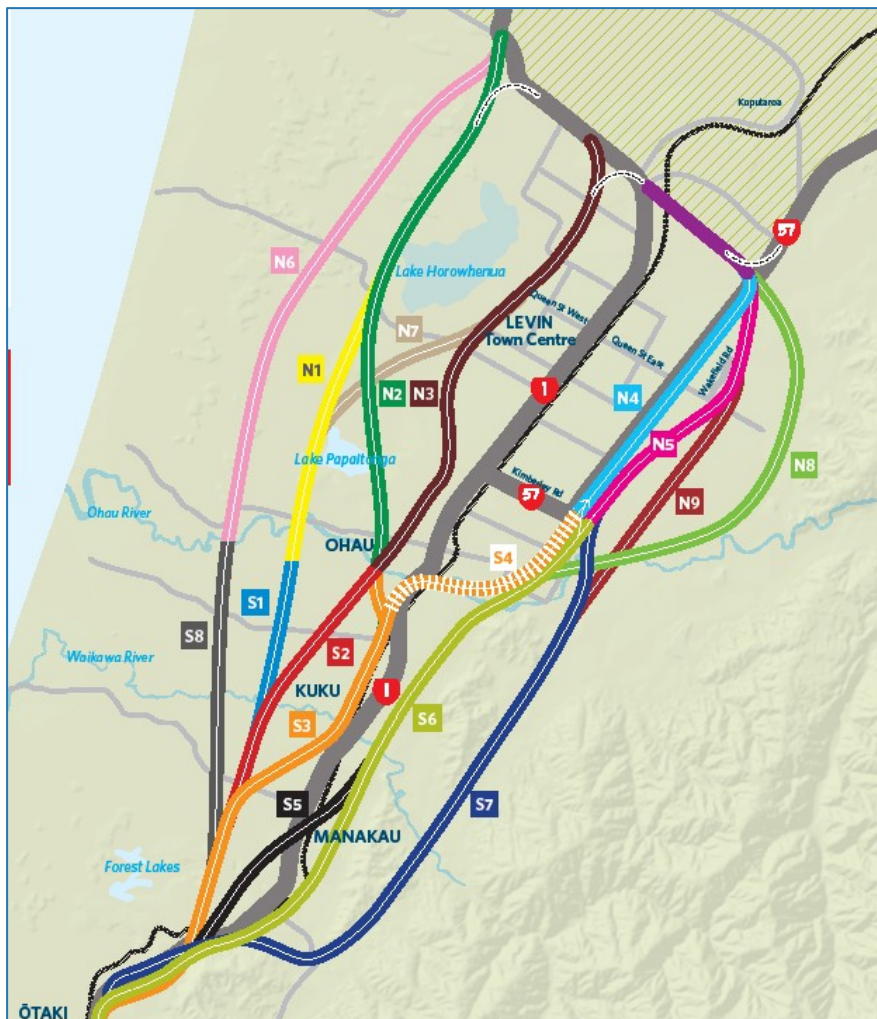 Koputaroa
57
N6
Lake Horowhenua
N7
Queen St West
LEVIN
Town Centre
Queen St East
Wakefield Rd
N1
N2
N3
1
N4
N5
Lake Papaitonga
Kimberley Rd
57
N8
N9
Ohau River
OHAU
S4
S1
S8
S2
Waikawa River
KUKU
1
S3
S6
S5
S7
MANAKAU
Forest Lakes
ŌTAKI